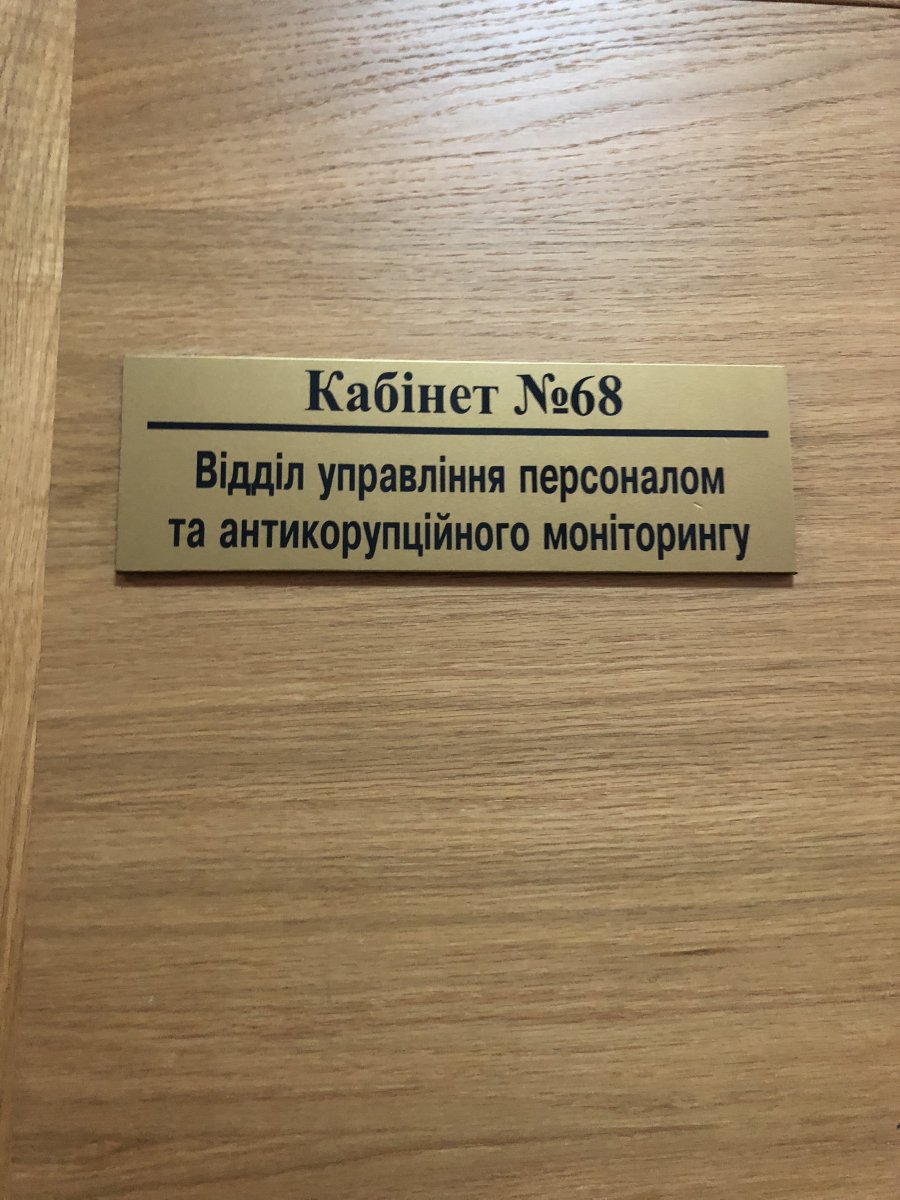 Кабінет №68
Відділ управління персоналом
та антикорупційного моніторингу